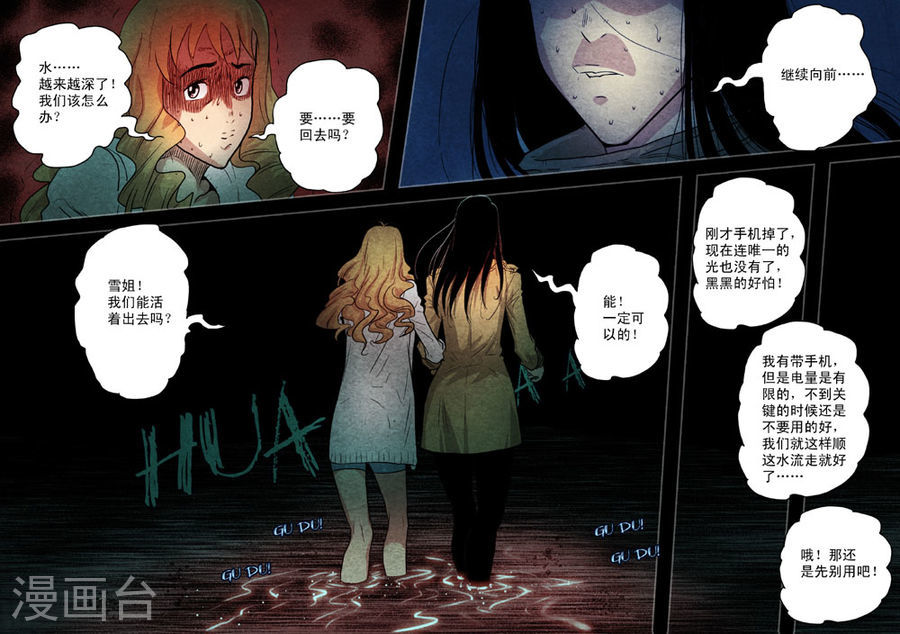 水……
越来越深了！
我们该怎么
办？
要……要
回去吗？
继续向前……
雪姐！
我们能活
着出去吗？
能！
一定可
以的！
刚才手机掉了，
现在连唯一的
光也没有了，
黑黑的好怕！
我有带手机，
但是电量是有
限的，不到关
键的时候还是
不要用的好，
我们就这样顺
这水流走就好
了……
哦！那还
是先别用吧！
HUA
A A
GU DU!
GU DU!
GU DU!
GU DU!
漫画台